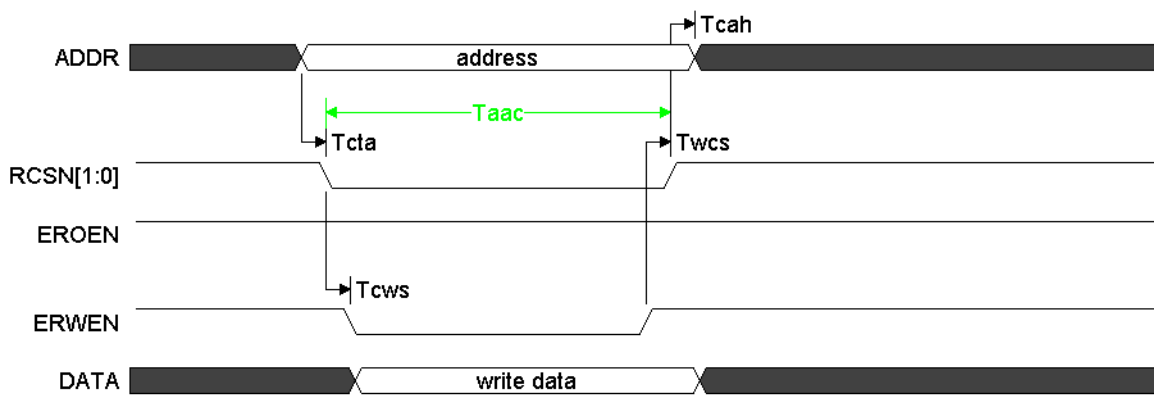 Tcah
ADDR address
Taac
Tcta Twcs
RCSN[1:0]
EROEN
Tcws
ERWEN
DATA write data